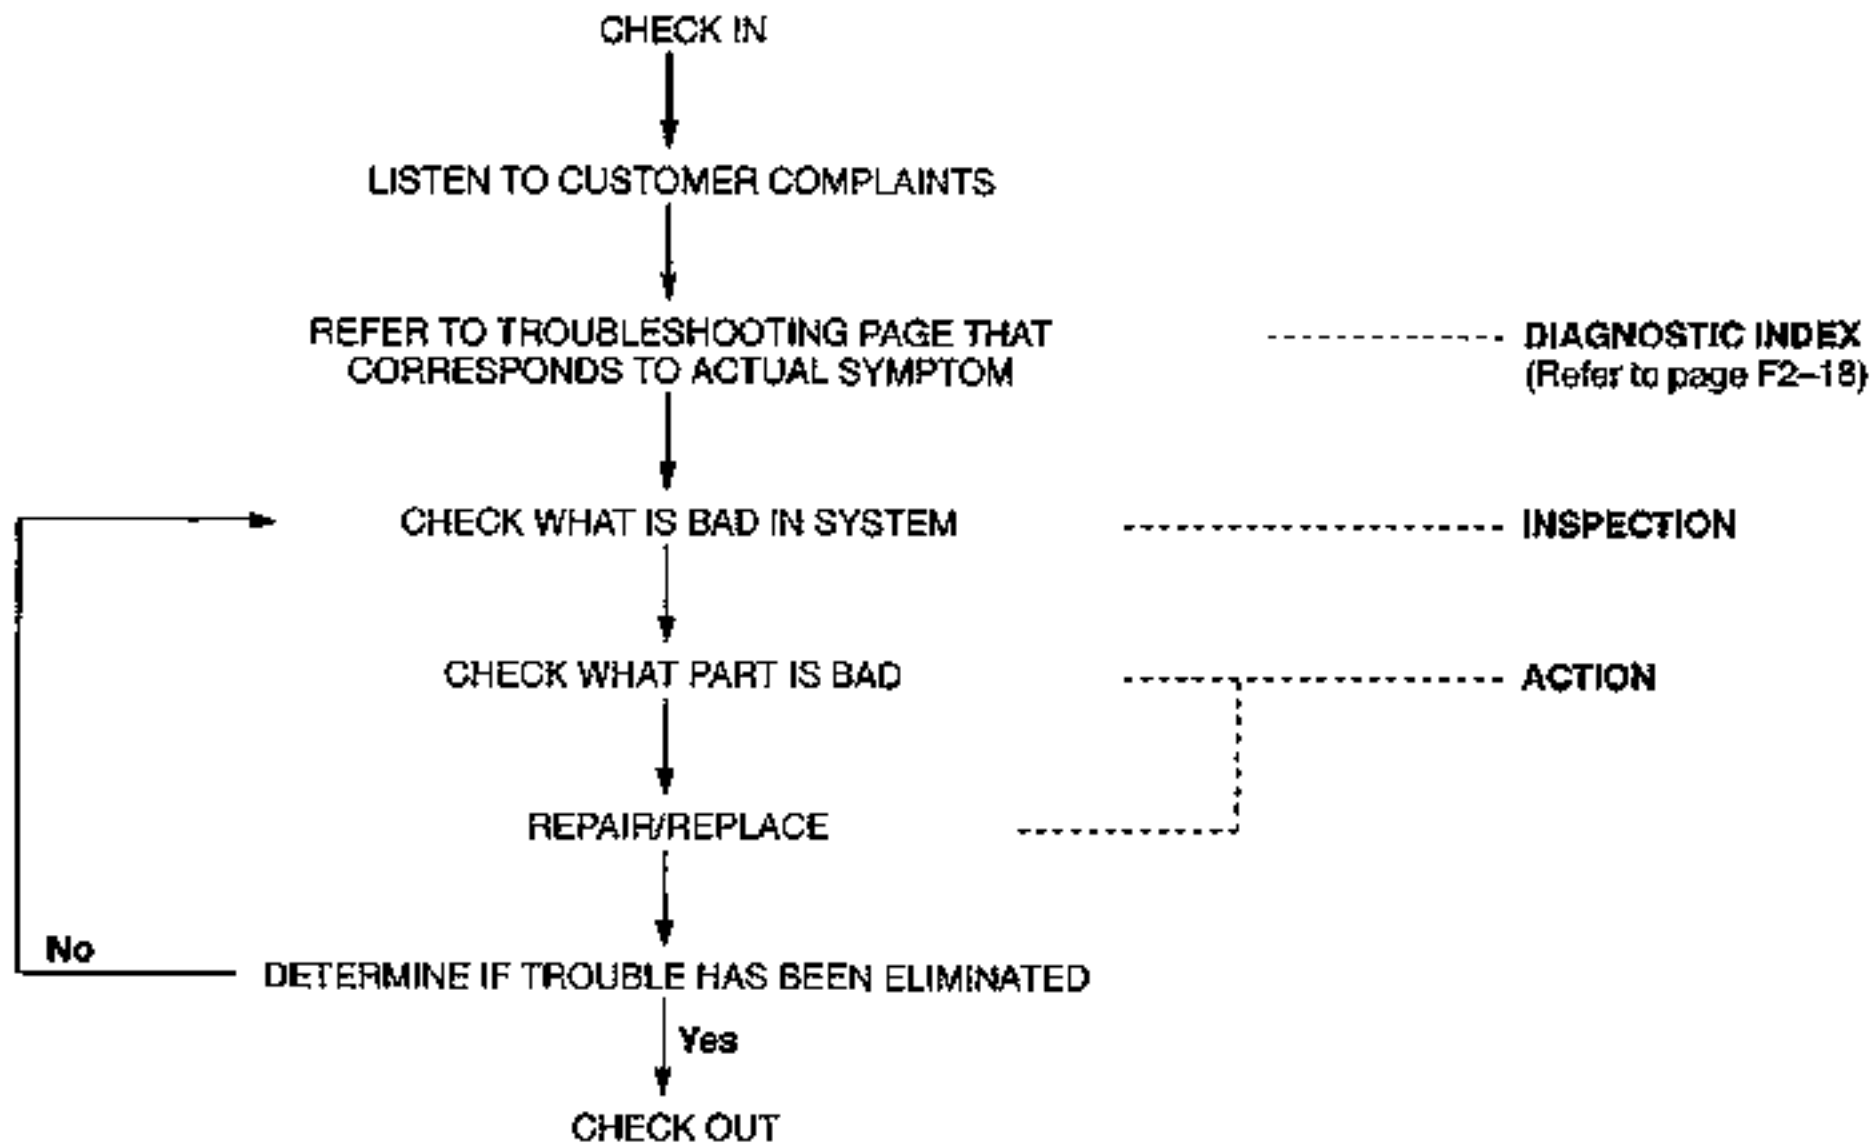 CHECK IN
LISTEN TO CUSTOMER COMPLAINTS
REFER TO TROUBLESHOOTING PAGE THAT
CORRESPONDS TO ACTUAL SYMPTOM
DIAGNOSTIC INDEX
(Refer to page F2–18)
CHECK WHAT IS BAD IN SYSTEM
INSPECTION
CHECK WHAT PART IS BAD
ACTION
REPAIR/REPLACE
No
DETERMINE IF TROUBLE HAS BEEN ELIMINATED
Yes
CHECK OUT